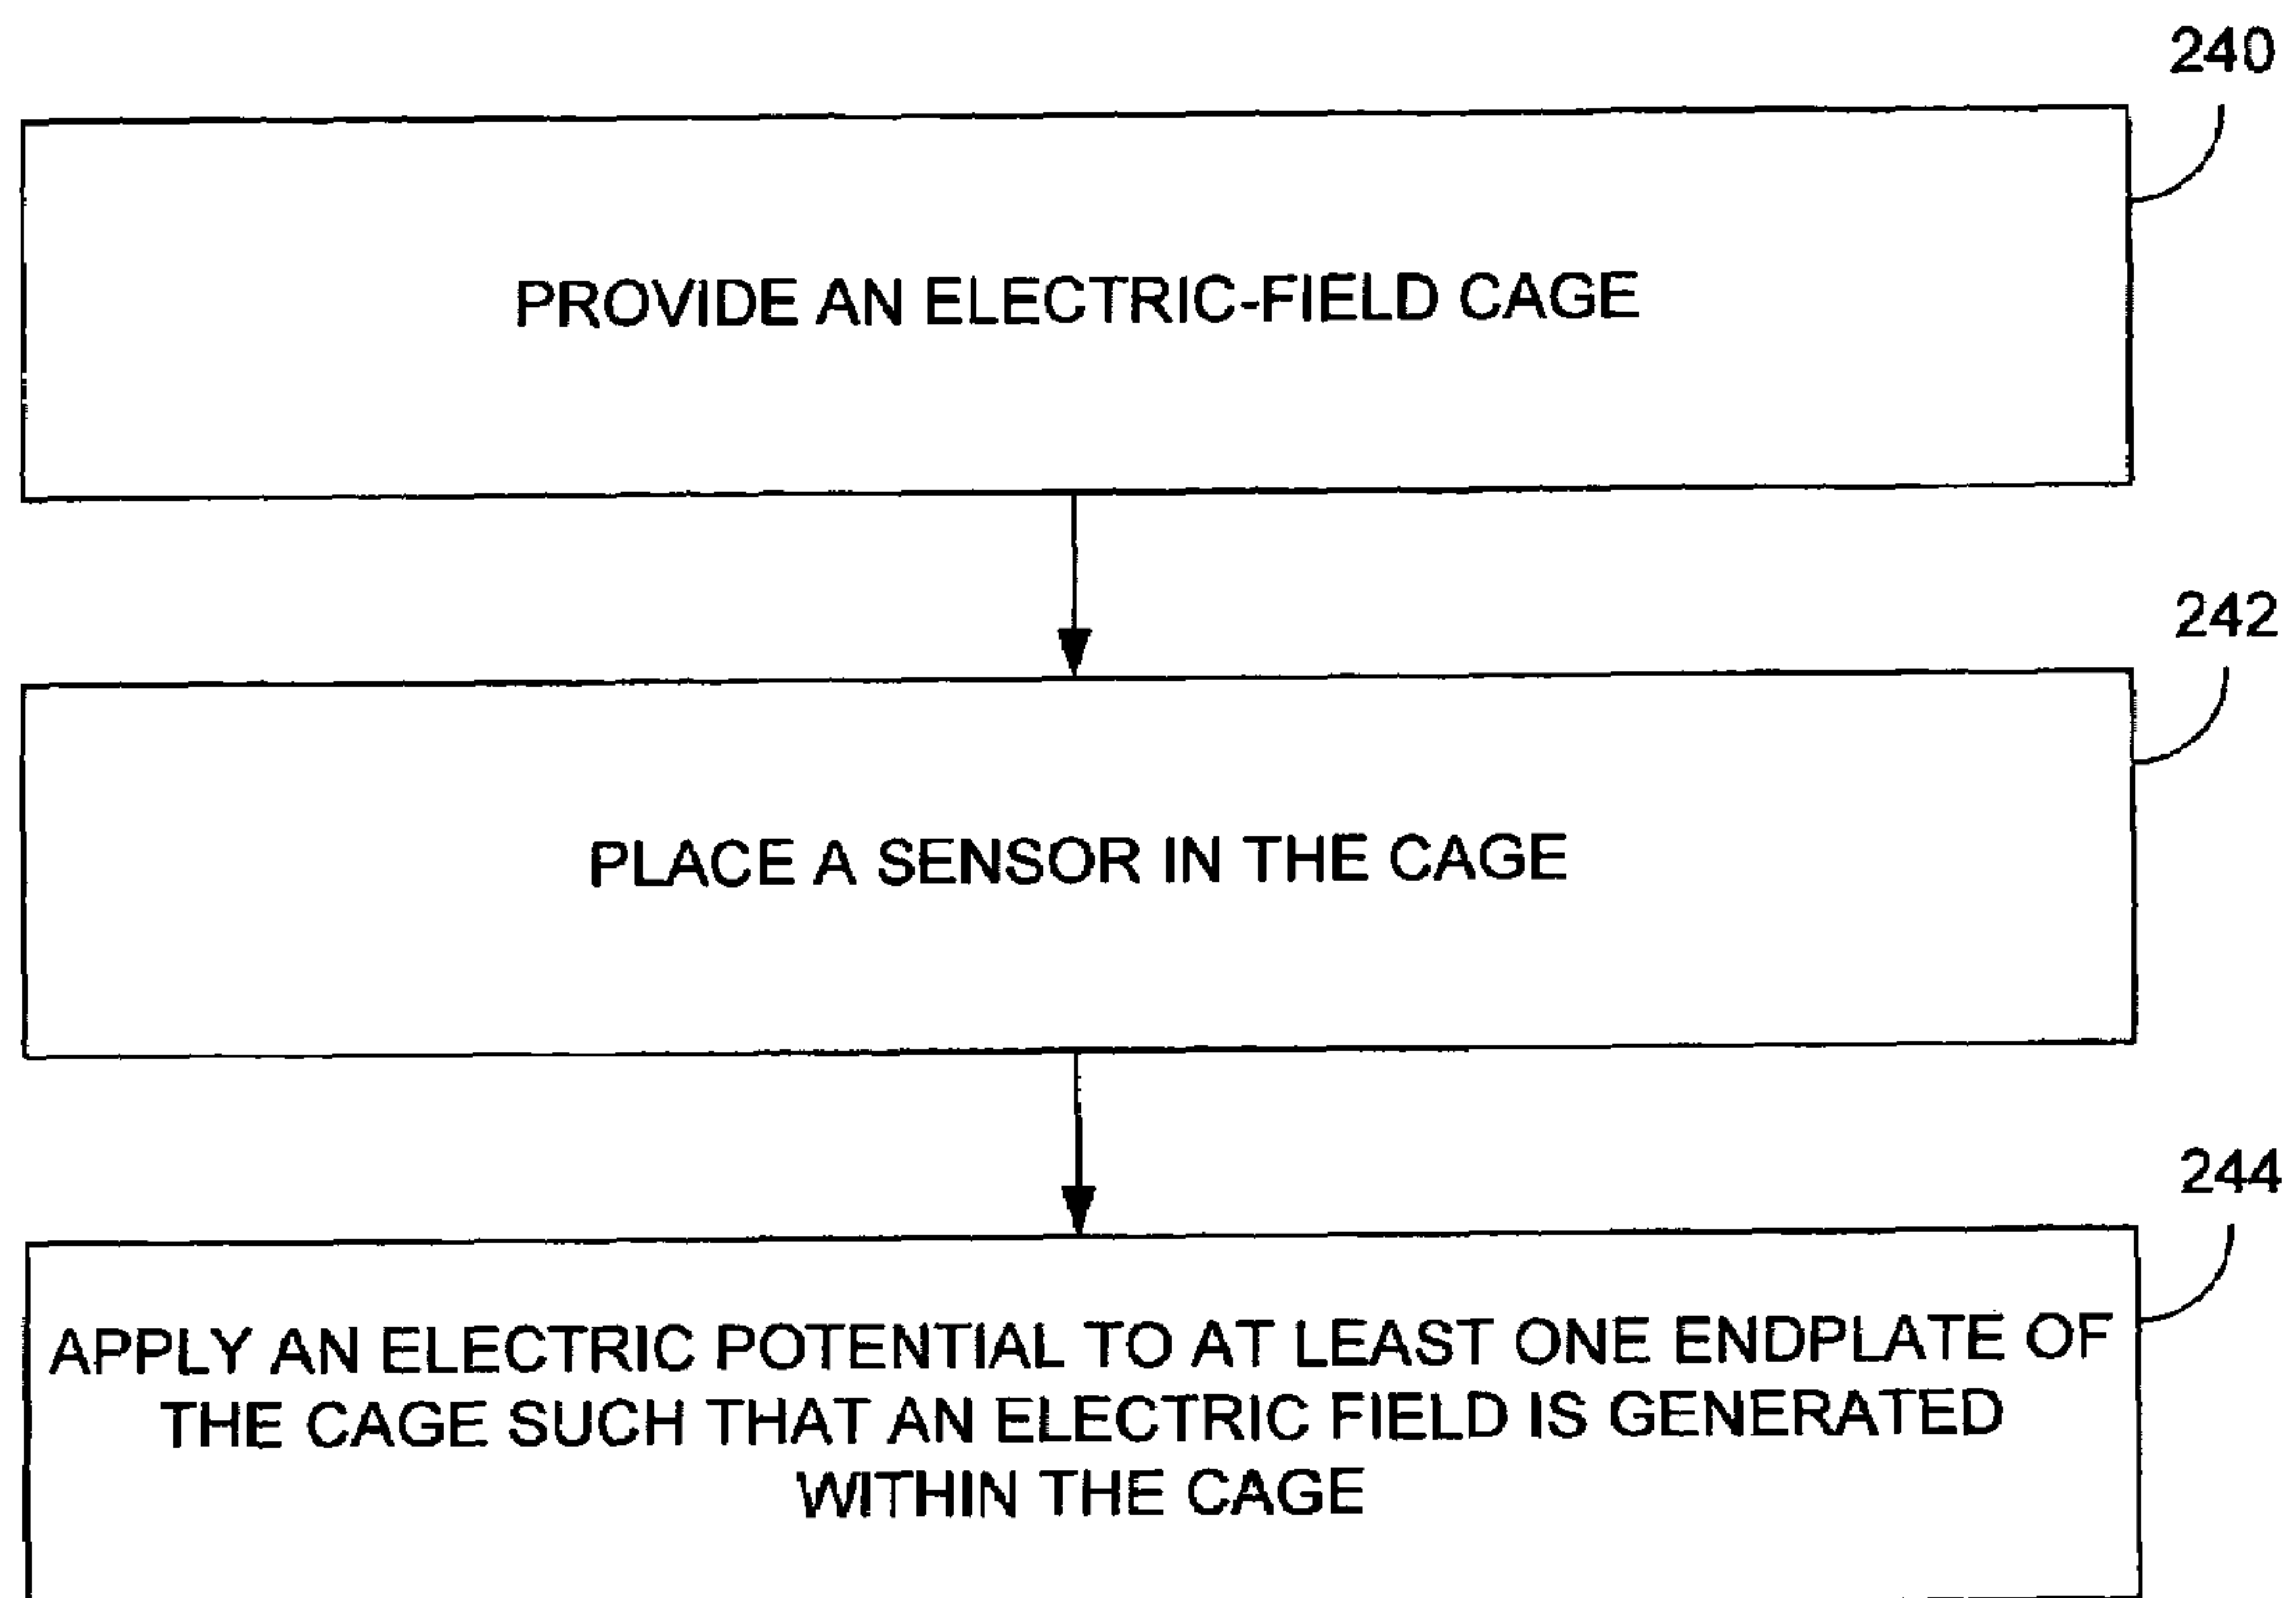 240
PROVIDE AN ELECTRIC-FIELD CAGE
242
PLACE A SENSOR IN THE CAGE
244
APPLY AN ELECTRIC POTENTIAL TO AT LEAST ONE ENDPLATE OF
THE CAGE SUCH THAT AN ELECTRIC FIELD IS GENERATED
WITHIN THE CAGE